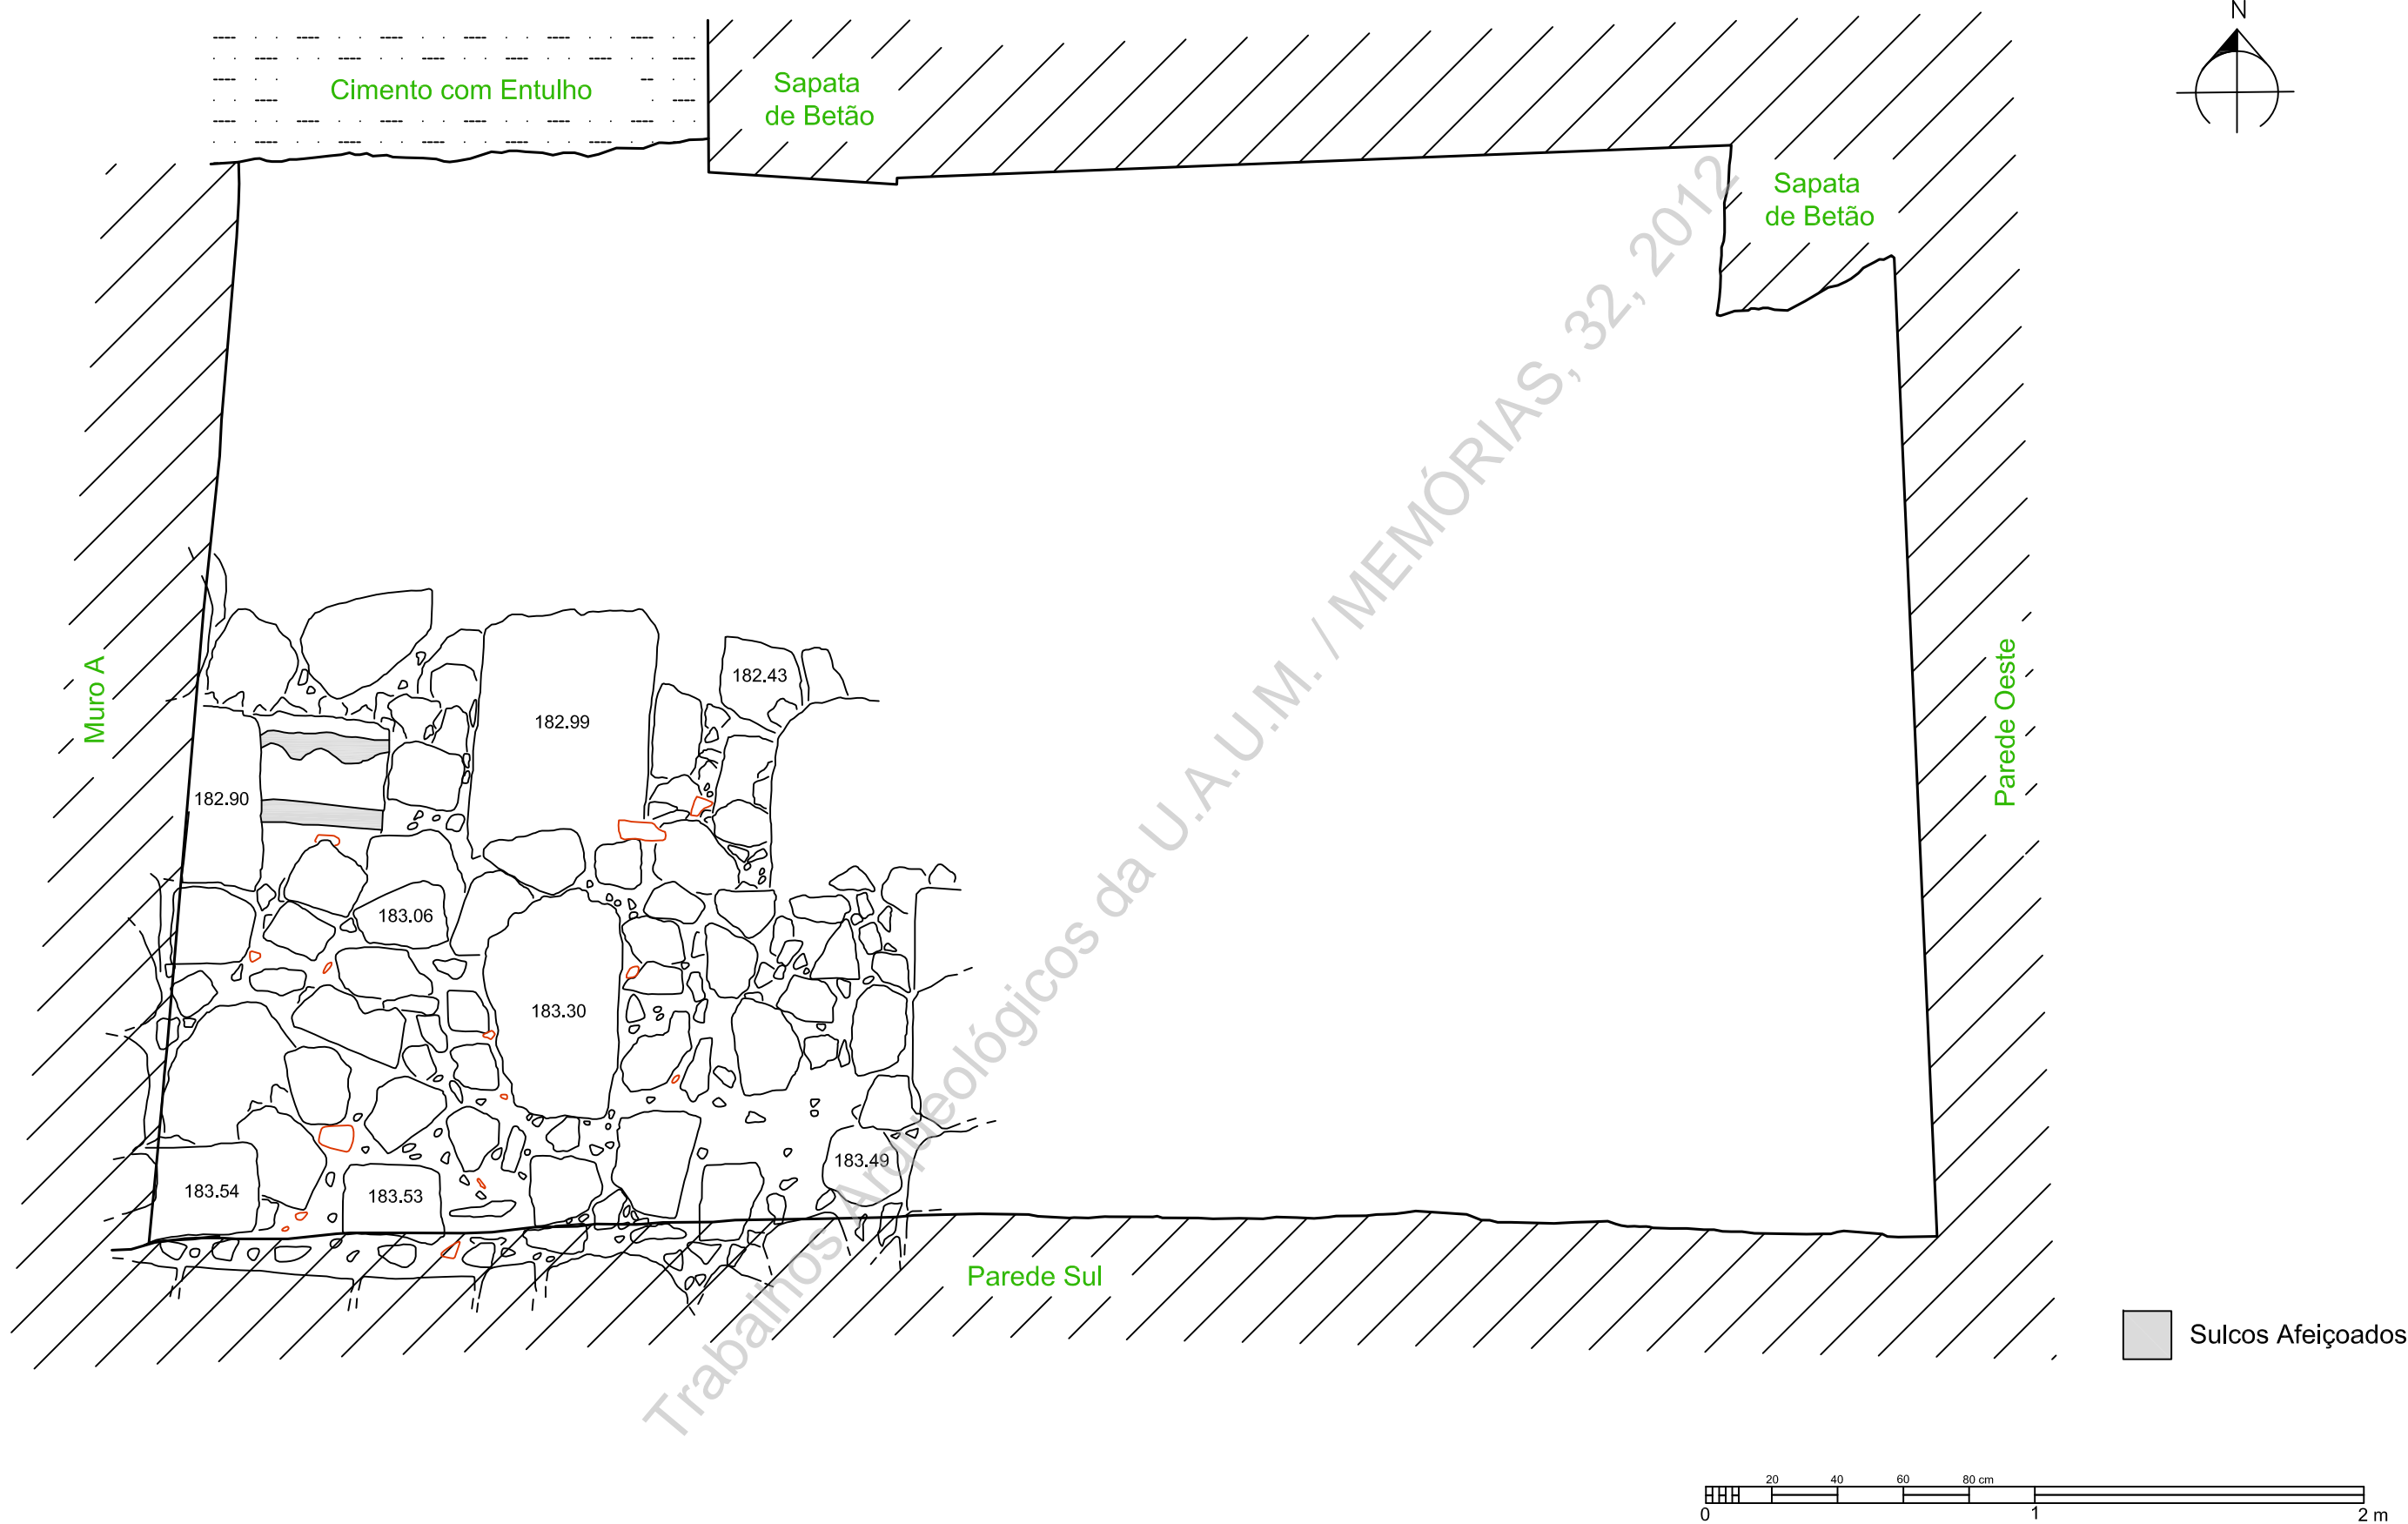 N
Cimento com Entulho
Sapata
de Betão
Sapata
de Betão
Muro A
Parede Oeste
182.43
182.99
182.90
183.06
183.30
183.49
183.54
183.53
Parede Sul
Sulcos Afeiçoados
Trabalhos Arqueológicos da U.A.U.M. / MEMÓRIAS, 32, 2012
20 40 60 80 cm
0 1 2 m